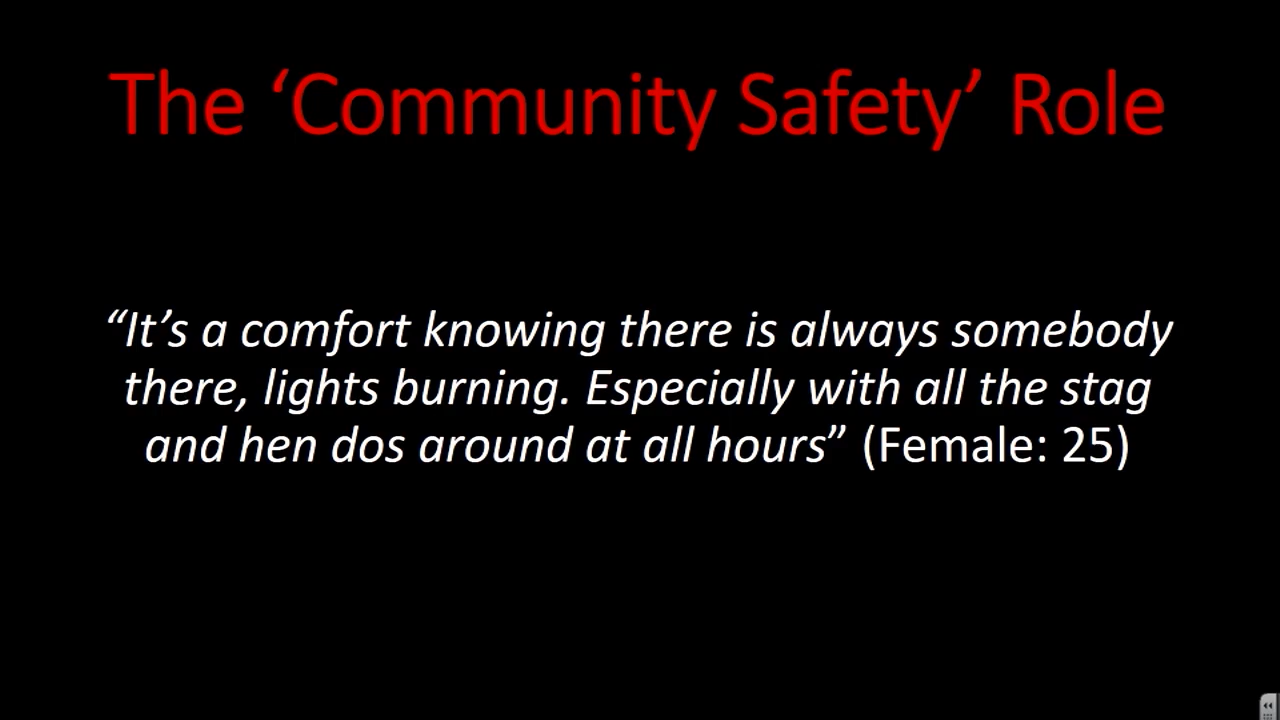 The ‘Community Safety’ Role
“It’s a comfort knowing there is always somebody
there, lights burning. Especially with all the stag
and hen dos around at all hours” (Female: 25)